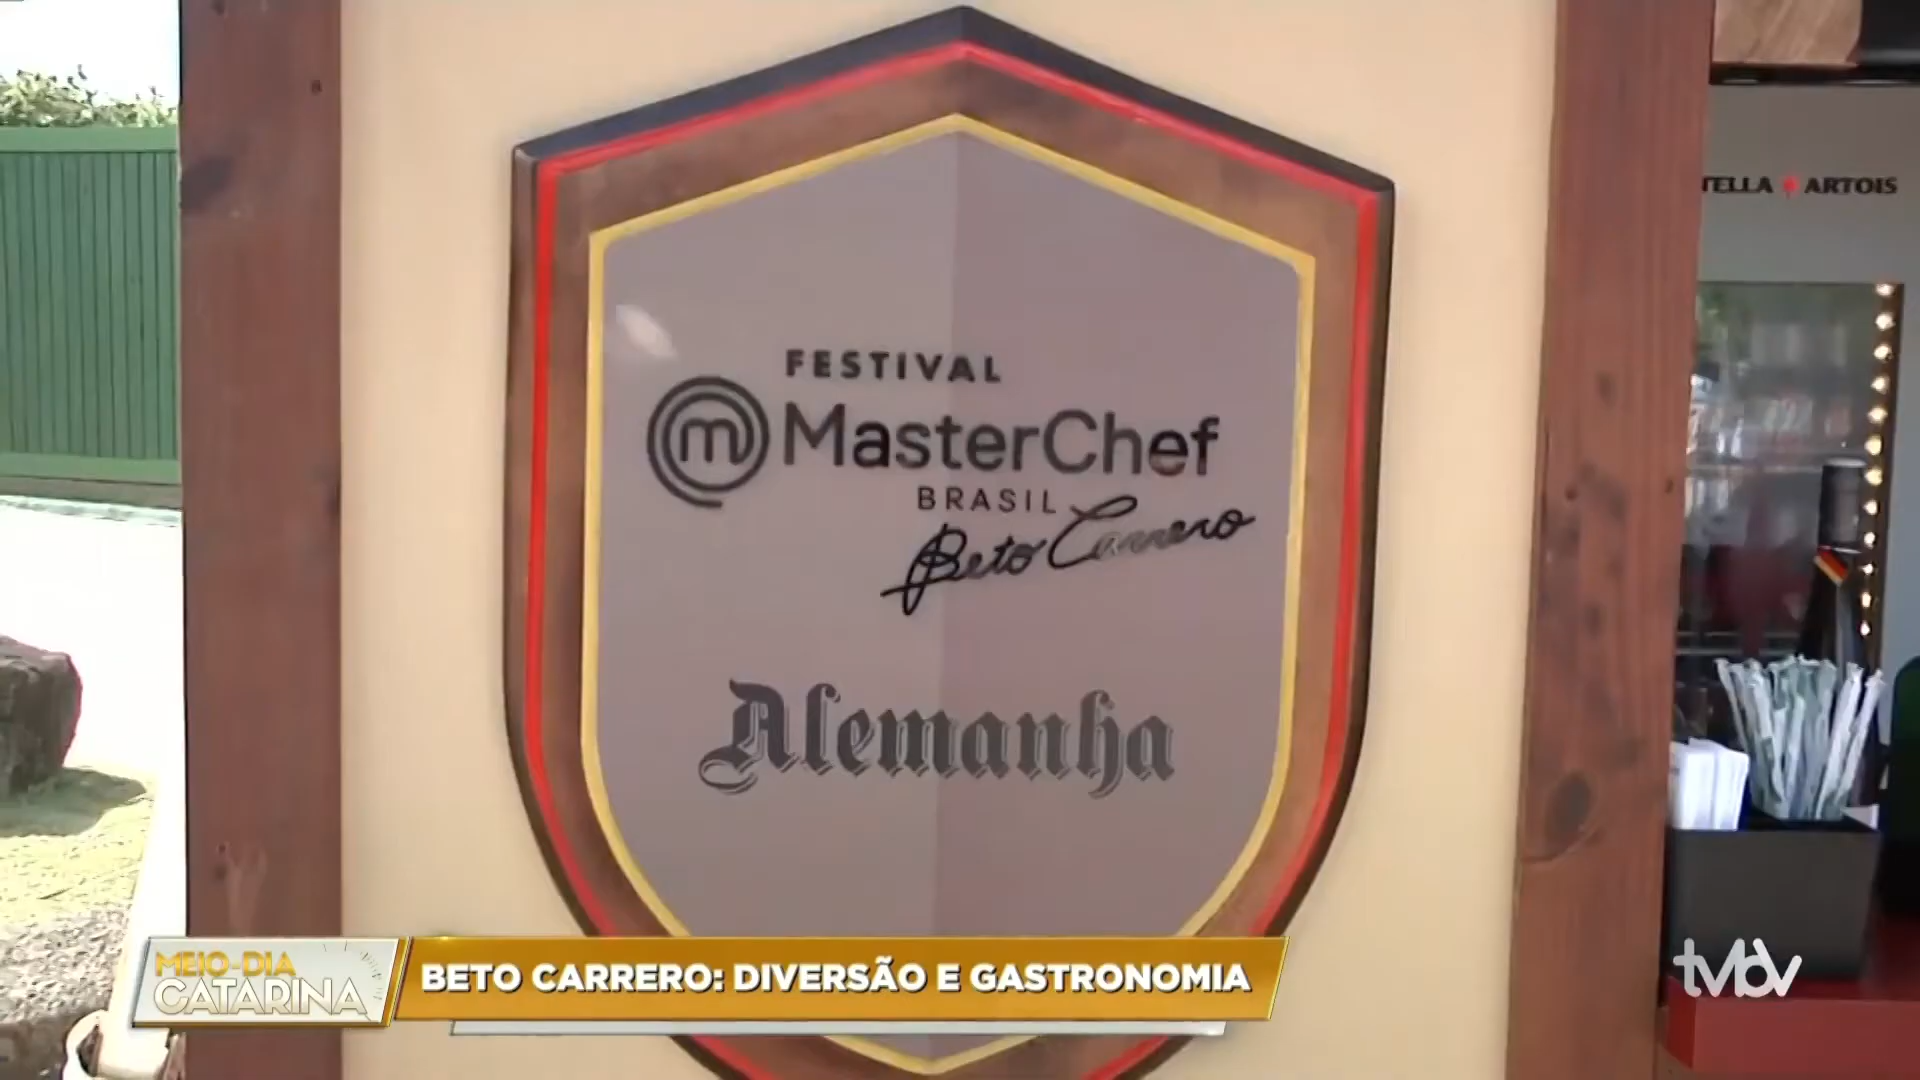 TELLA ARTOIS
FESTIVAL
m MasterChef
BRASIL
Beto Carrero
Alemanha
MEIO-DIA
CATARINA
BETO CARRERO: DIVERSÃO E GASTRONOMIA
tvbv